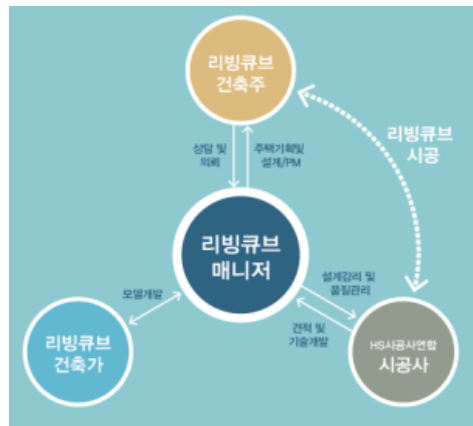 리빙큐브
건축주
리빙큐브
시공
상담 및
의뢰
주택기획및
설계/PM
리빙큐브
매니저
설계감리 및
품질관리
모델개발
견적 및
기술개발
리빙큐브
건축가
HS시공사연합
시공사